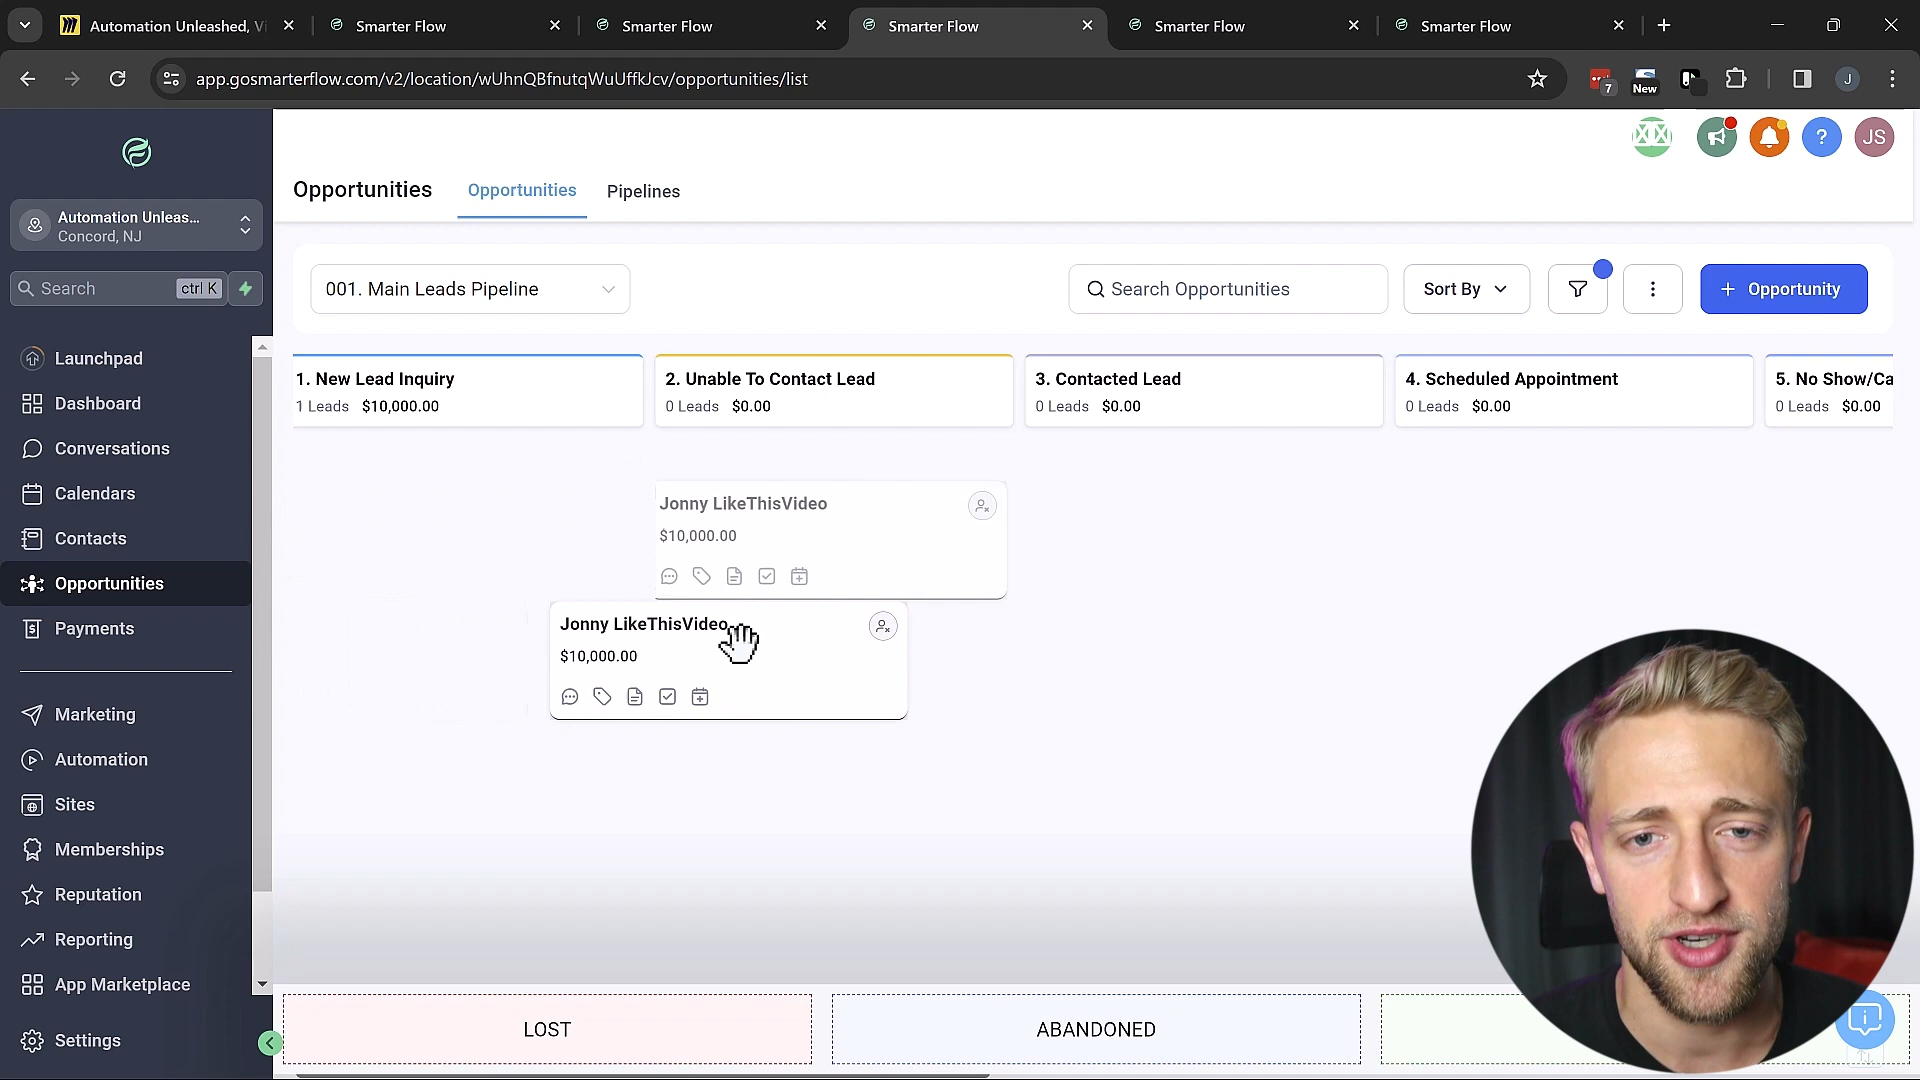 Automation Unleashed, Vi
Smarter Flow
Smarter Flow
Smarter Flow
Smarter Flow
Smarter Flow
app.gosmarterflow.com/v2/location/wUhnQBfnutqWuUffkJcv/opportunities/list
7
New
J
Automation Unleas...
Concord, NJ
Search
ctrl K
Launchpad
Dashboard
Conversations
Calendars
Contacts
Opportunities
Payments
Marketing
Automation
Sites
Memberships
Reputation
Reporting
App Marketplace
Settings
?
JS
Opportunities
Opportunities
Pipelines
001. Main Leads Pipeline
Search Opportunities
Sort By
+ Opportunity
1. New Lead Inquiry
1 Leads $10,000.00
2. Unable To Contact Lead
0 Leads $0.00
3. Contacted Lead
0 Leads $0.00
4. Scheduled Appointment
0 Leads $0.00
5. No Show/Ca
0 Leads $0.00
Jonny LikeThisVideo
$10,000.00
Jonny LikeThisVideo
$10,000.00
LOST
ABANDONED